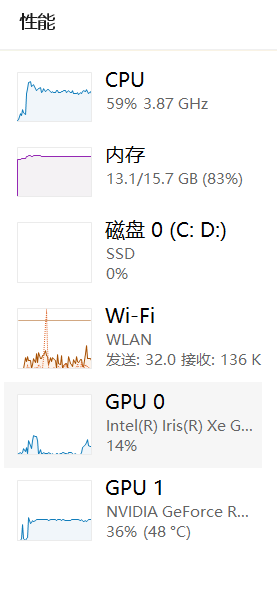 性能
CPU
59% 3.87 GHz
内存
13.1/15.7 GB (83%)
磁盘 0 (C: D:)
SSD
0%
Wi-Fi
WLAN
发送: 32.0 接收: 136 K
GPU 0
Intel(R) Iris(R) Xe G...
14%
GPU 1
NVIDIA GeForce R...
36% (48 °C)